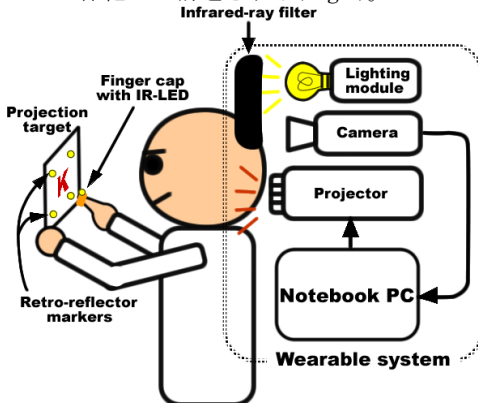 Infrared-ray filter
Finger cap
with IR-LED
Projection
target
Lighting
module
Camera
Projector
Notebook PC
Retro-reflector
markers
Wearable system